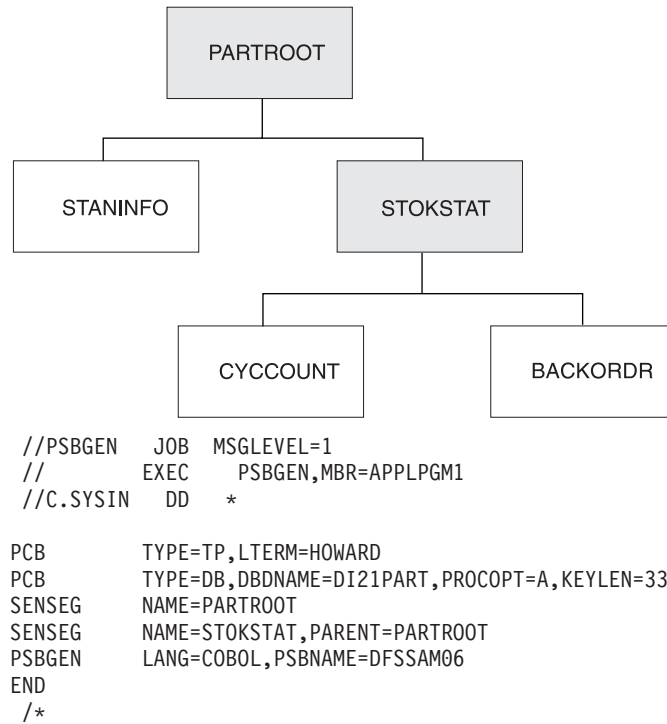 PARTROOT
STANINFO
STOKSTAT
CYCCOUNT
BACKORDR
//PSBGEN JOB MSGLEVEL=1
// EXEC PSBGEN,MBR=APPLPGM1
//C.SYSIN DD *
PCB TYPE=TP,LTERM=HOWARD
PCB TYPE=DB,DBDNAME=DI21PART,PROCOPT=A,KEYLEN=33
SENSEG NAME=PARTROOT
SENSEG NAME=STOKSTAT,PARENT=PARTROOT
PSBGEN LANG=COBOL,PSBNAME=DFSSAM06
END
/*